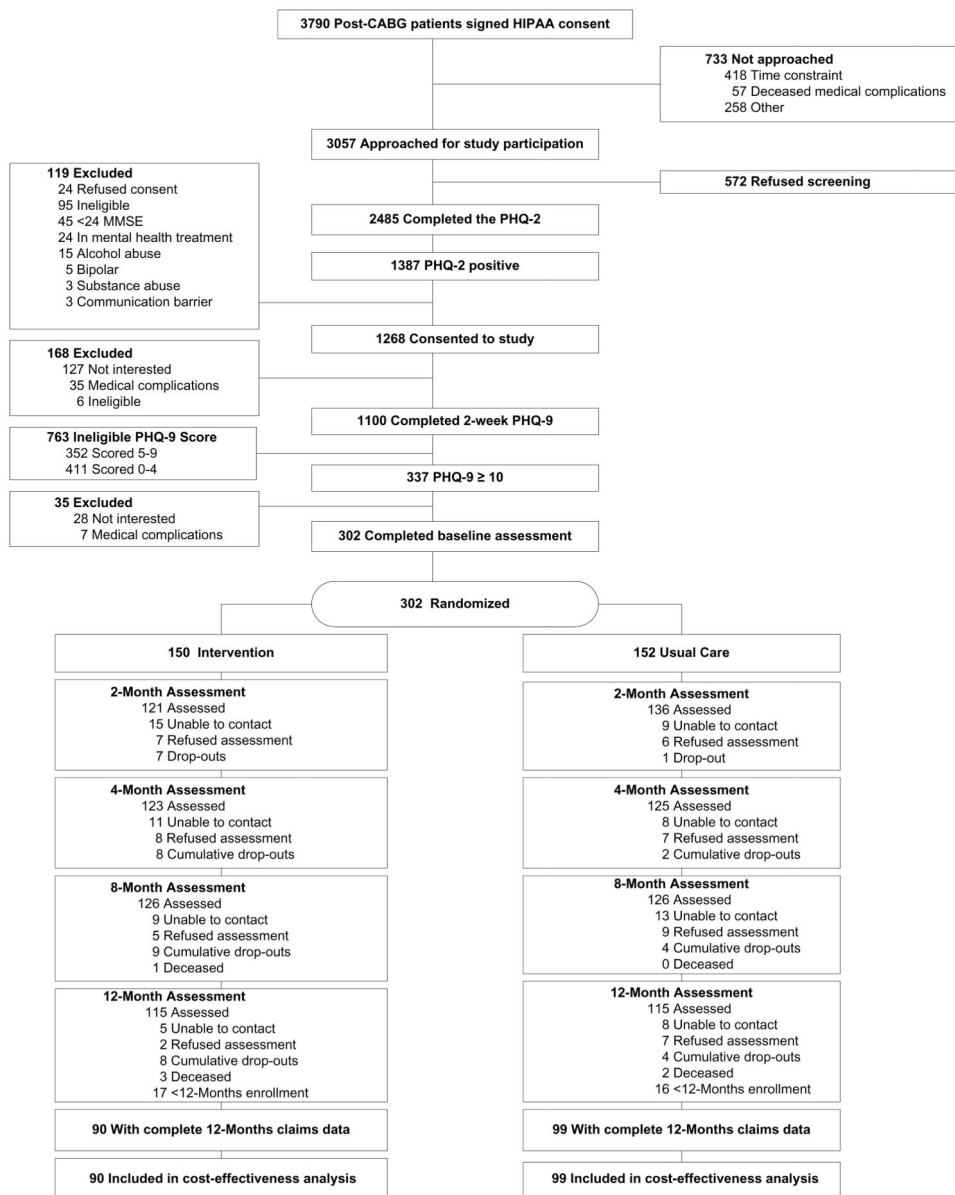 3790 Post-CABG patients signed HIPAA consent
733 Not approached
418 Time constraint
57 Deceased medical complications
258 Other
3057 Approached for study participation
119 Excluded
24 Refused consent
95 Ineligible
45 <24 MMSE
24 In mental health treatment
15 Alcohol abuse
5 Bipolar
3 Substance abuse
3 Communication barrier
572 Refused screening
2485 Completed the PHQ-2
1387 PHQ-2 positive
1268 Consented to study
168 Excluded
127 Not interested
35 Medical complications
6 Ineligible
1100 Completed 2-week PHQ-9
763 Ineligible PHQ-9 Score
352 Scored 5-9
411 Scored 0-4
337 PHQ-9 ≥ 10
35 Excluded
28 Not interested
7 Medical complications
302 Completed baseline assessment
302 Randomized
150 Intervention
2-Month Assessment
121 Assessed
15 Unable to contact
7 Refused assessment
7 Drop-outs
4-Month Assessment
123 Assessed
11 Unable to contact
8 Refused assessment
8 Cumulative drop-outs
8-Month Assessment
126 Assessed
9 Unable to contact
5 Refused assessment
9 Cumulative drop-outs
1 Deceased
12-Month Assessment
115 Assessed
5 Unable to contact
2 Refused assessment
8 Cumulative drop-outs
3 Deceased
17 <12-Months enrollment
90 With complete 12-Months claims data
90 Included in cost-effectiveness analysis
152 Usual Care
2-Month Assessment
136 Assessed
9 Unable to contact
6 Refused assessment
1 Drop-out
4-Month Assessment
125 Assessed
8 Unable to contact
7 Refused assessment
2 Cumulative drop-outs
8-Month Assessment
126 Assessed
13 Unable to contact
9 Refused assessment
4 Cumulative drop-outs
0 Deceased
12-Month Assessment
115 Assessed
8 Unable to contact
7 Refused assessment
4 Cumulative drop-outs
2 Deceased
16 <12-Months enrollment
99 With complete 12-Months claims data
99 Included in cost-effectiveness analysis